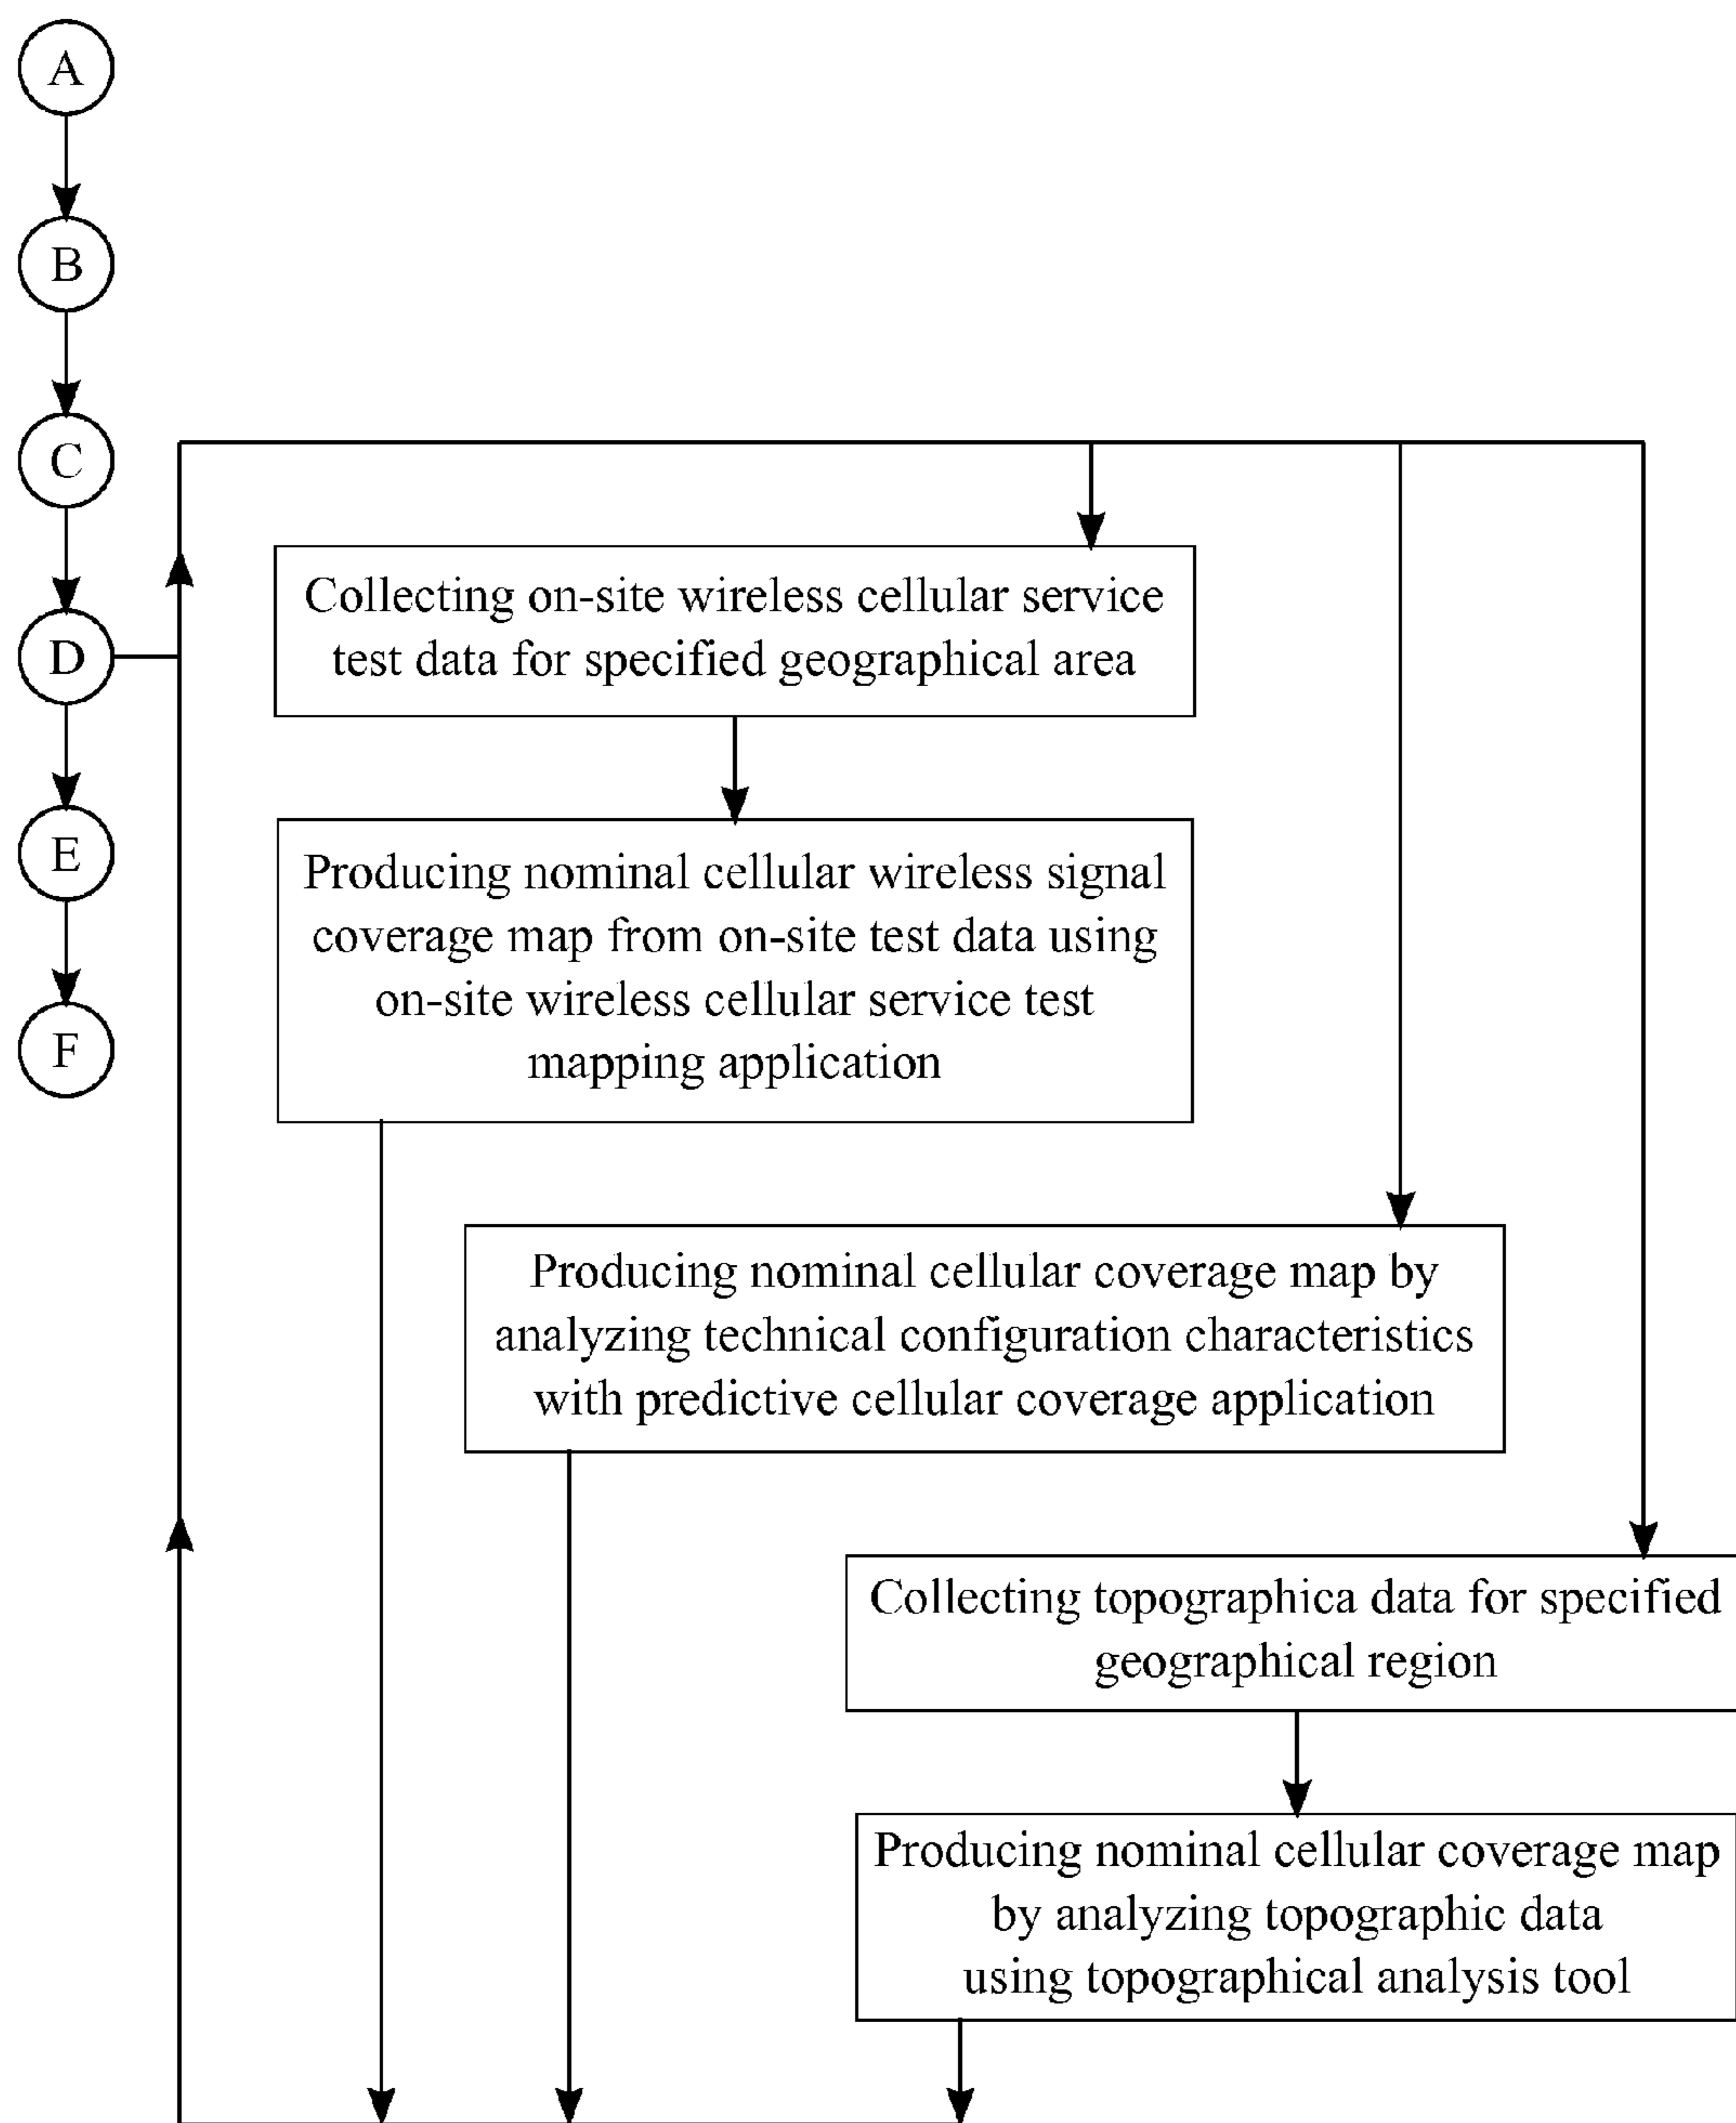 A
B
C
D
E
F
Collecting on-site wireless cellular service
test data for specified geographical area
Producing nominal cellular wireless signal
coverage map from on-site test data using
on-site wireless cellular service test
mapping application
Producing nominal cellular coverage map by
analyzing technical configuration characteristics
with predictive cellular coverage application
Collecting topographica data for specified
geographical region
Producing nominal cellular coverage map
by analyzing topographic data
using topographical analysis tool